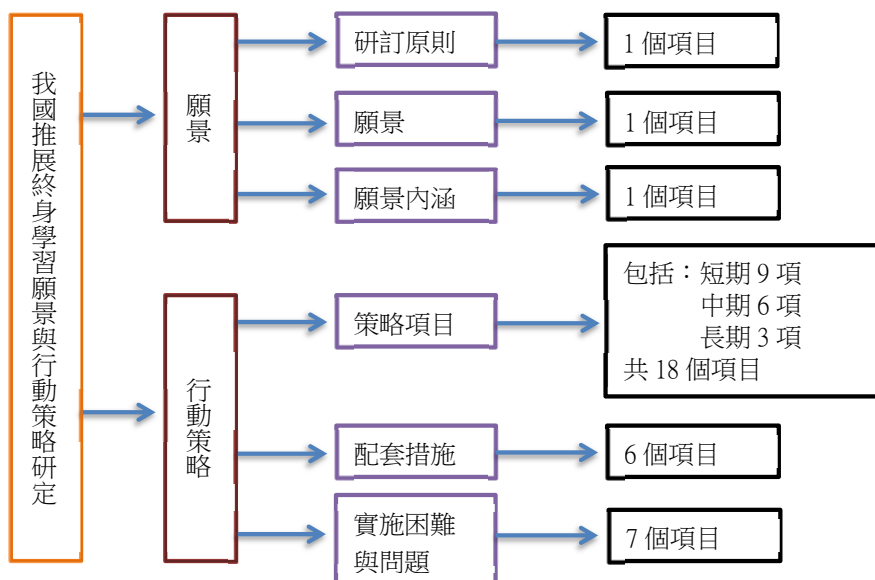 我國推展終身學習願景與行動策略研定
願景
研訂原則
1 個項目
願景
1 個項目
願景內涵
1 個項目
行動策略
策略項目
包括：短期 9 項
中期 6 項
長期 3 項
共 18 個項目
配套措施
6 個項目
實施困難
與問題
7 個項目